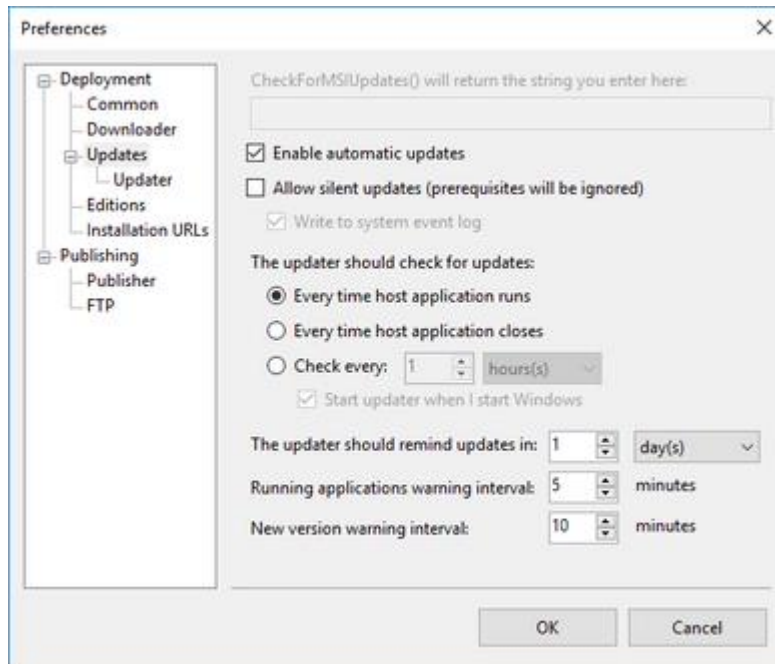 Preferences
Deployment
Common
Downloader
Updates
Updater
Editions
Installation URLs
Publishing
Publisher
FTP
CheckForMSIUpdates() will return the string you enter here:
Enable automatic updates
Allow silent updates (prerequisites will be ignored)
Write to system event log
The updater should check for updates:
Every time host application runs
Every time host application closes
Check every: 1 hours(s)
Start updater when I start Windows
The updater should remind updates in: 1 day(s)
Running applications warning interval: 5 minutes
New version warning interval: 10 minutes
OK Cancel